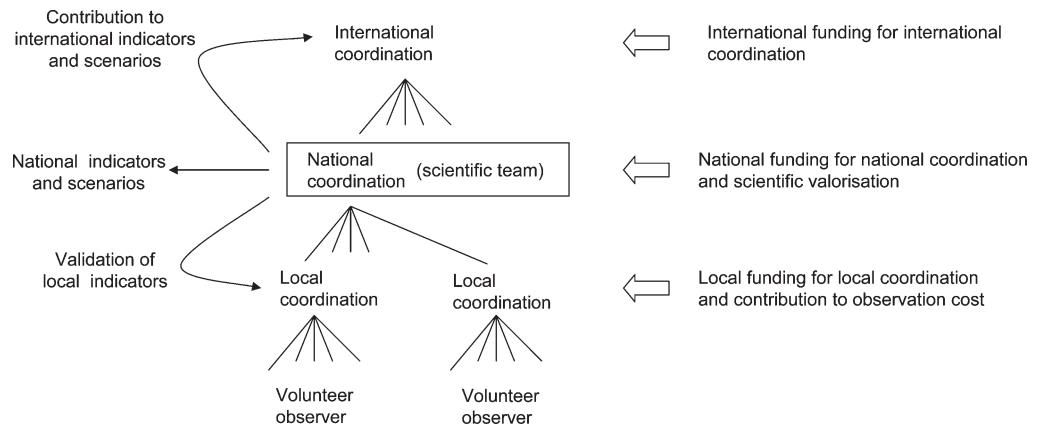 Contribution to
international indicators
and scenarios
International
coordination
International funding for international
coordination
National indicators
and scenarios
National
coordination (scientific team)
National funding for national coordination
and scientific valorisation
Validation of
local indicators
Local
coordination
Local
coordination
Local funding for local coordination
and contribution to observation cost
Volunteer
observer
Volunteer
observer